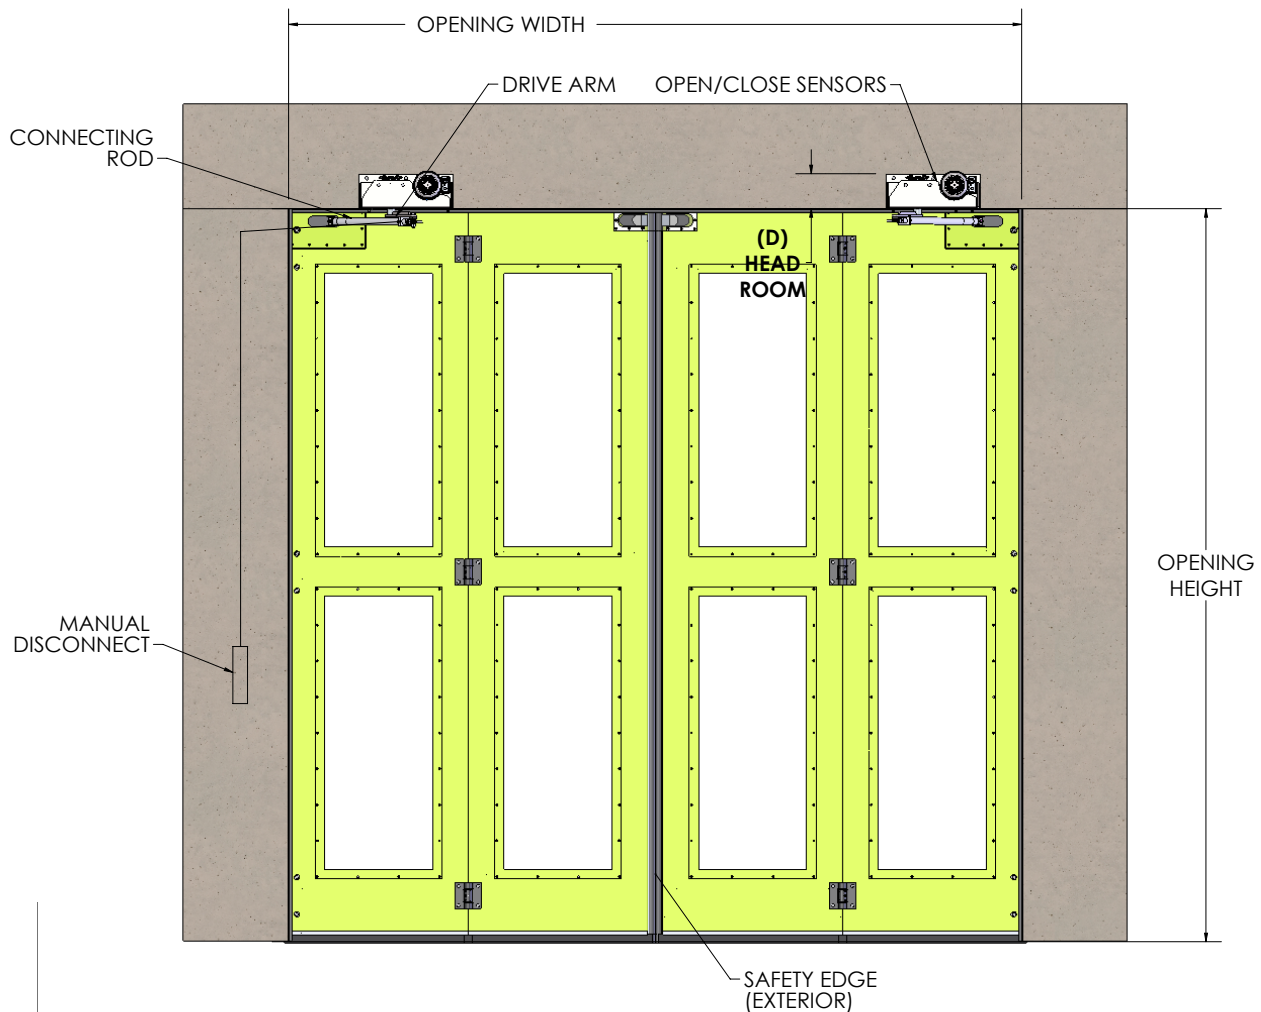 OPENING WIDTH
DRIVE ARM
OPEN/CLOSE SENSORS
CONNECTING
ROD
(D)
HEAD
ROOM
OPENING
HEIGHT
MANUAL
DISCONNECT
SAFETY EDGE
(EXTERIOR)